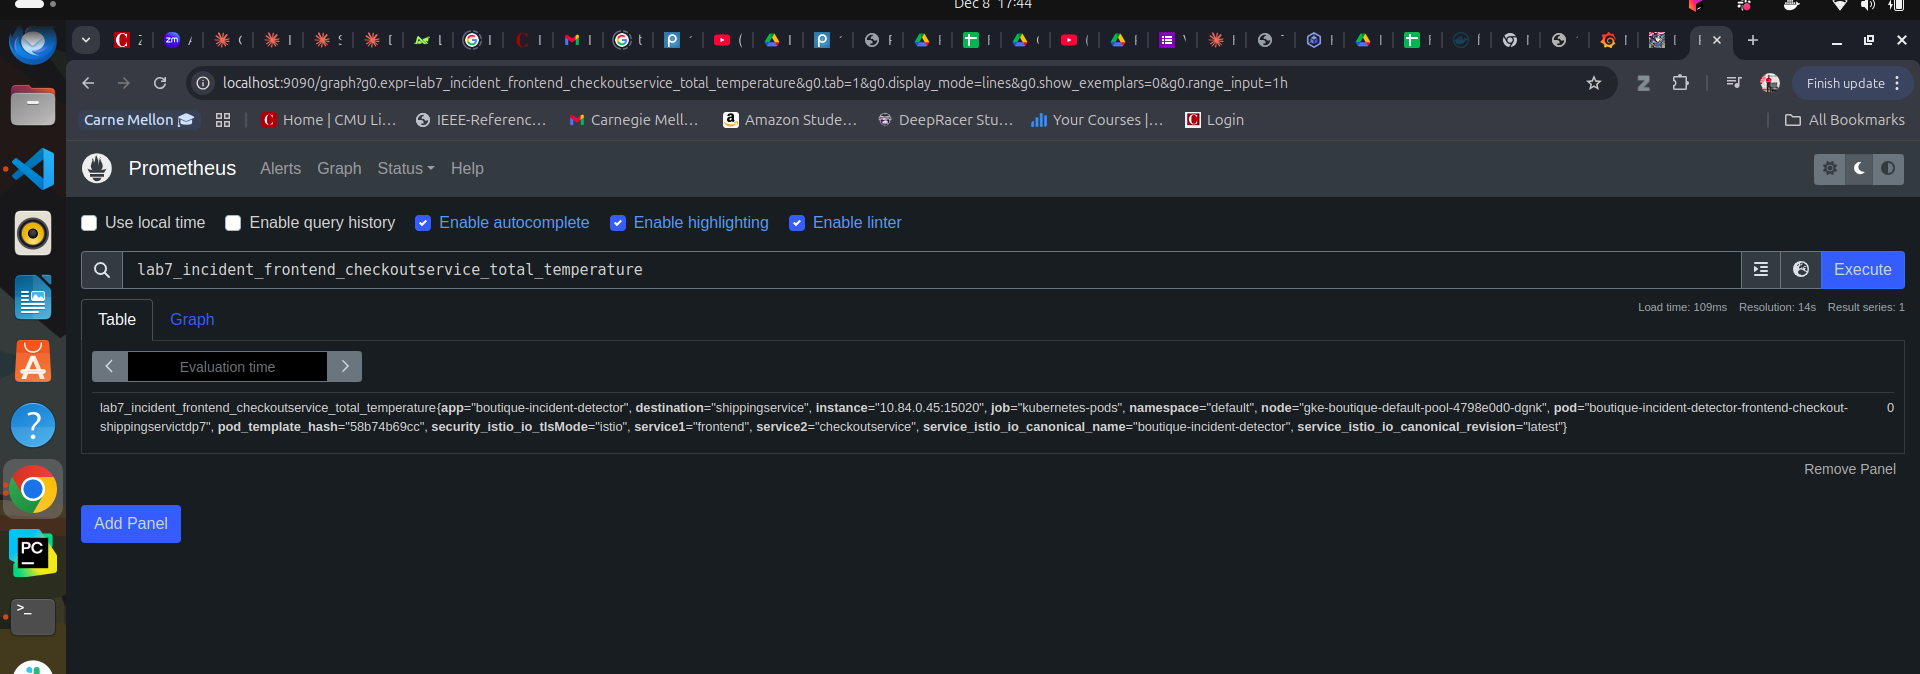 Dec 8 17:44
localhost:9090/graph?g0.expr=lab7_incident_frontend_checkoutservice_total_temperature&g0.tab=1&g0.display_mode=lines&g0.show_exemplars=0&g0.range_input=1h
Finish update
Carne Mellon🎓 Home | CMU Li... IEEE-Referenc... Carnegie Mell... Amazon Stude... DeepRacer Stu... Your Courses |... Login All Bookmarks
Prometheus Alerts Graph Status Help
Use local time Enable query history Enable autocomplete Enable highlighting Enable linter
lab7_incident_frontend_checkoutservice_total_temperature Execute
Load time: 109ms Resolution: 14s Result series: 1
Table Graph
Evaluation time
lab7_incident_frontend_checkoutservice_total_temperature{app="boutique-incident-detector", destination="shippingservice", instance="10.84.0.45:15020", job="kubernetes-pods", namespace="default", node="gke-boutique-default-pool-4798e0d0-dgnk", pod="boutique-incident-detector-frontend-checkout- 0
shippingservictdp7", pod_template_hash="58b74b69cc", security_istio_io_tlsMode="istio", service1="frontend", service2="checkoutservice", service_istio_io_canonical_name="boutique-incident-detector", service_istio_io_canonical_revision="latest"}
Remove Panel
Add Panel